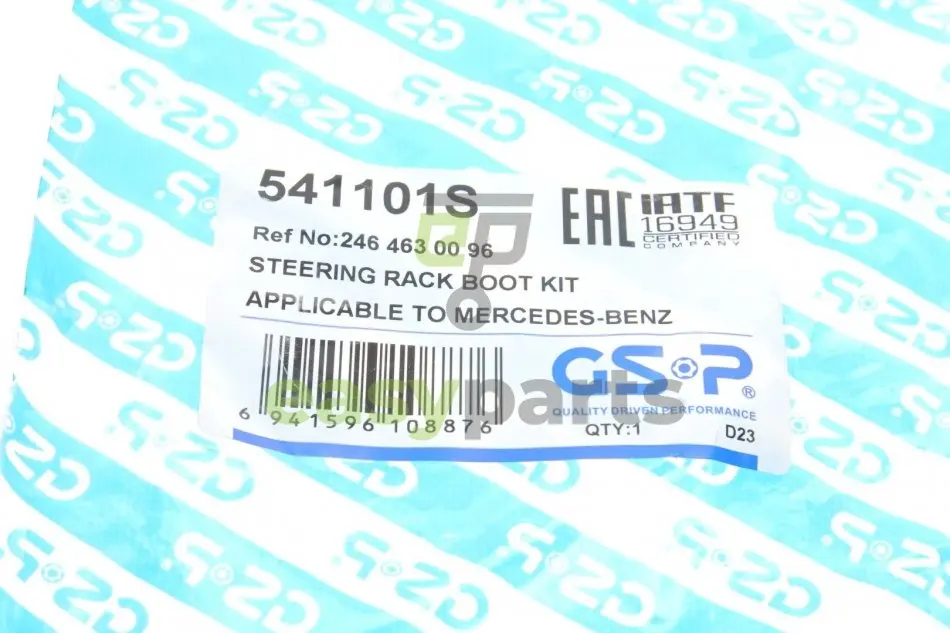 541101S
EAC
IATF
16949
CERTIFIED
COMPANY
Ref No:246 463 00 96
STEERING RACK BOOT KIT
APPLICABLE TO MERCEDES-BENZ
GSP®
QUALITY DRIVEN PERFORMANCE
6 941596 108876
QTY:1
D23
ep
easyparts